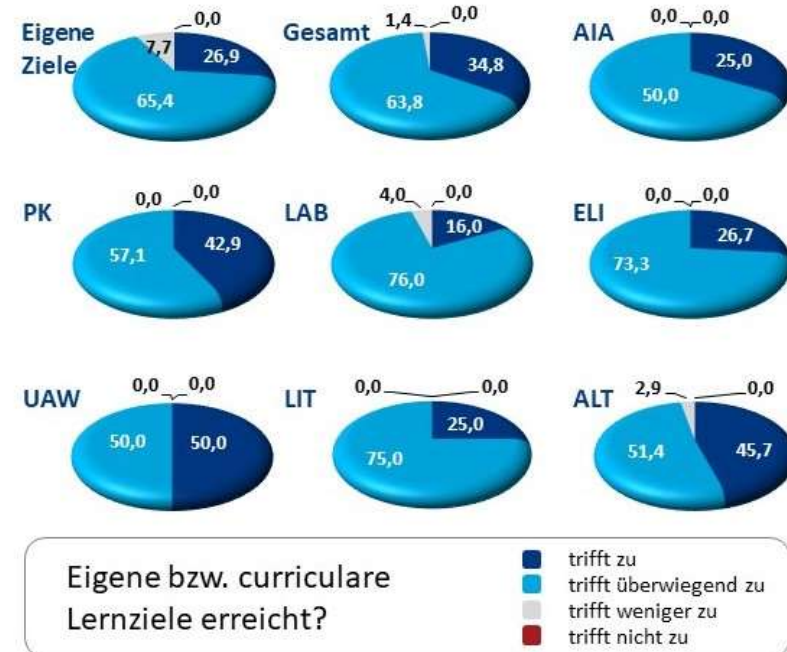 Eigene
Ziele
0,0
7,7
26,9
65,4
Gesamt
1,4
0,0
34,8
63,8
AIA
0,0
0,0
25,0
50,0
PK
0,0
0,0
57,1
42,9
LAB
4,0
0,0
16,0
76,0
ELI
0,0
0,0
26,7
73,3
UAW
0,0
0,0
50,0
50,0
LIT
0,0
0,0
25,0
75,0
ALT
2,9
0,0
51,4
45,7
Eigene bzw. curriculare
Lernziele erreicht?
trifft zu
trifft überwiegend zu
trifft weniger zu
trifft nicht zu